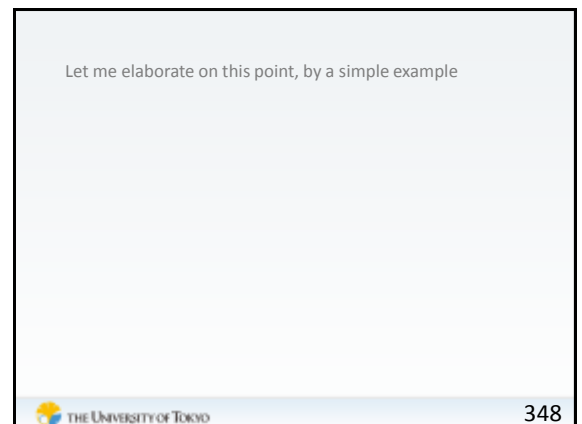 Let me elaborate on this point, by a simple example
THE UNIVERSITY OF TOKYO
348